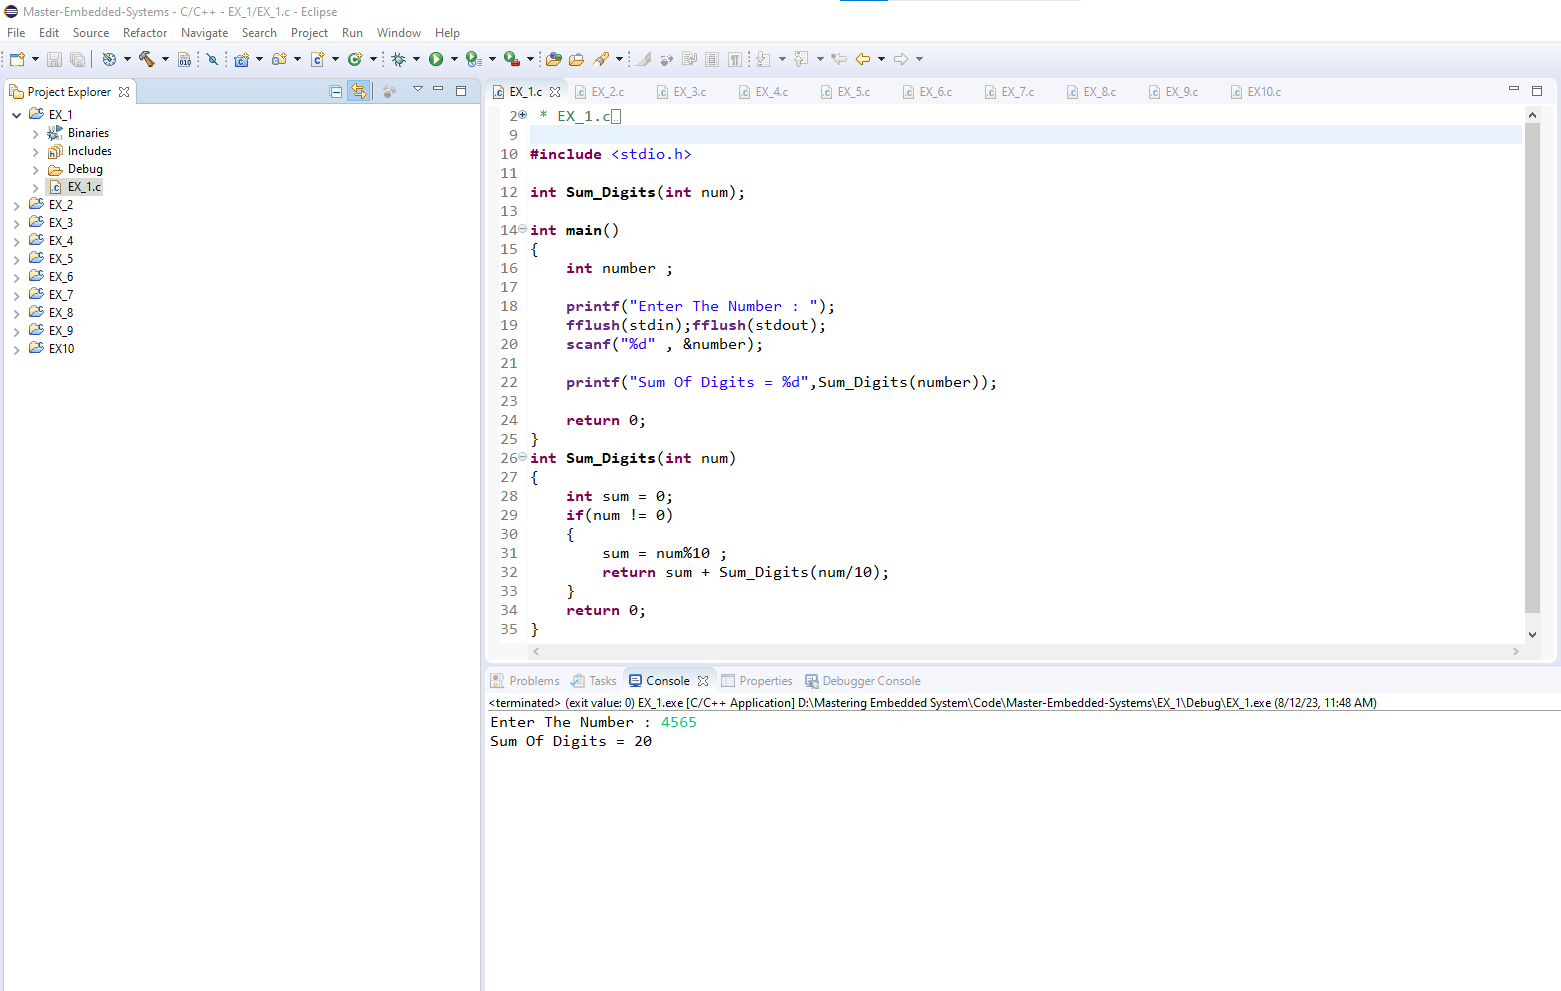 Master-Embedded-Systems - C/C++ - EX_1/EX_1.c - Eclipse
File Edit Source Refactor Navigate Search Project Run Window Help
Project Explorer
EX_1
Binaries
Includes
Debug
EX_1.c
EX_2
EX_3
EX_4
EX_5
EX_6
EX_7
EX_8
EX_9
EX10
EX_1.c EX_2.c EX_3.c EX_4.c EX_5.c EX_6.c EX_7.c EX_8.c EX_9.c EX10.c
2 * EX_1.c
9
10 #include <stdio.h>
11
12 int Sum_Digits(int num);
13
14 int main()
15 {
16     int number ;
17
18     printf("Enter The Number : ");
19     fflush(stdin);fflush(stdout);
20     scanf("%d" , &number);
21
22     printf("Sum Of Digits = %d",Sum_Digits(number));
23
24     return 0;
25 }
26 int Sum_Digits(int num)
27 {
28     int sum = 0;
29     if(num != 0)
30     {
31         sum = num%10 ;
32         return sum + Sum_Digits(num/10);
33     }
34     return 0;
35 }
Problems Tasks Console Properties Debugger Console
<terminated> (exit value: 0) EX_1.exe [C/C++ Application] D:\Mastering Embedded System\Code\Master-Embedded-Systems\EX_1\Debug\EX_1.exe (8/12/23, 11:48 AM)
Enter The Number : 4565
Sum Of Digits = 20